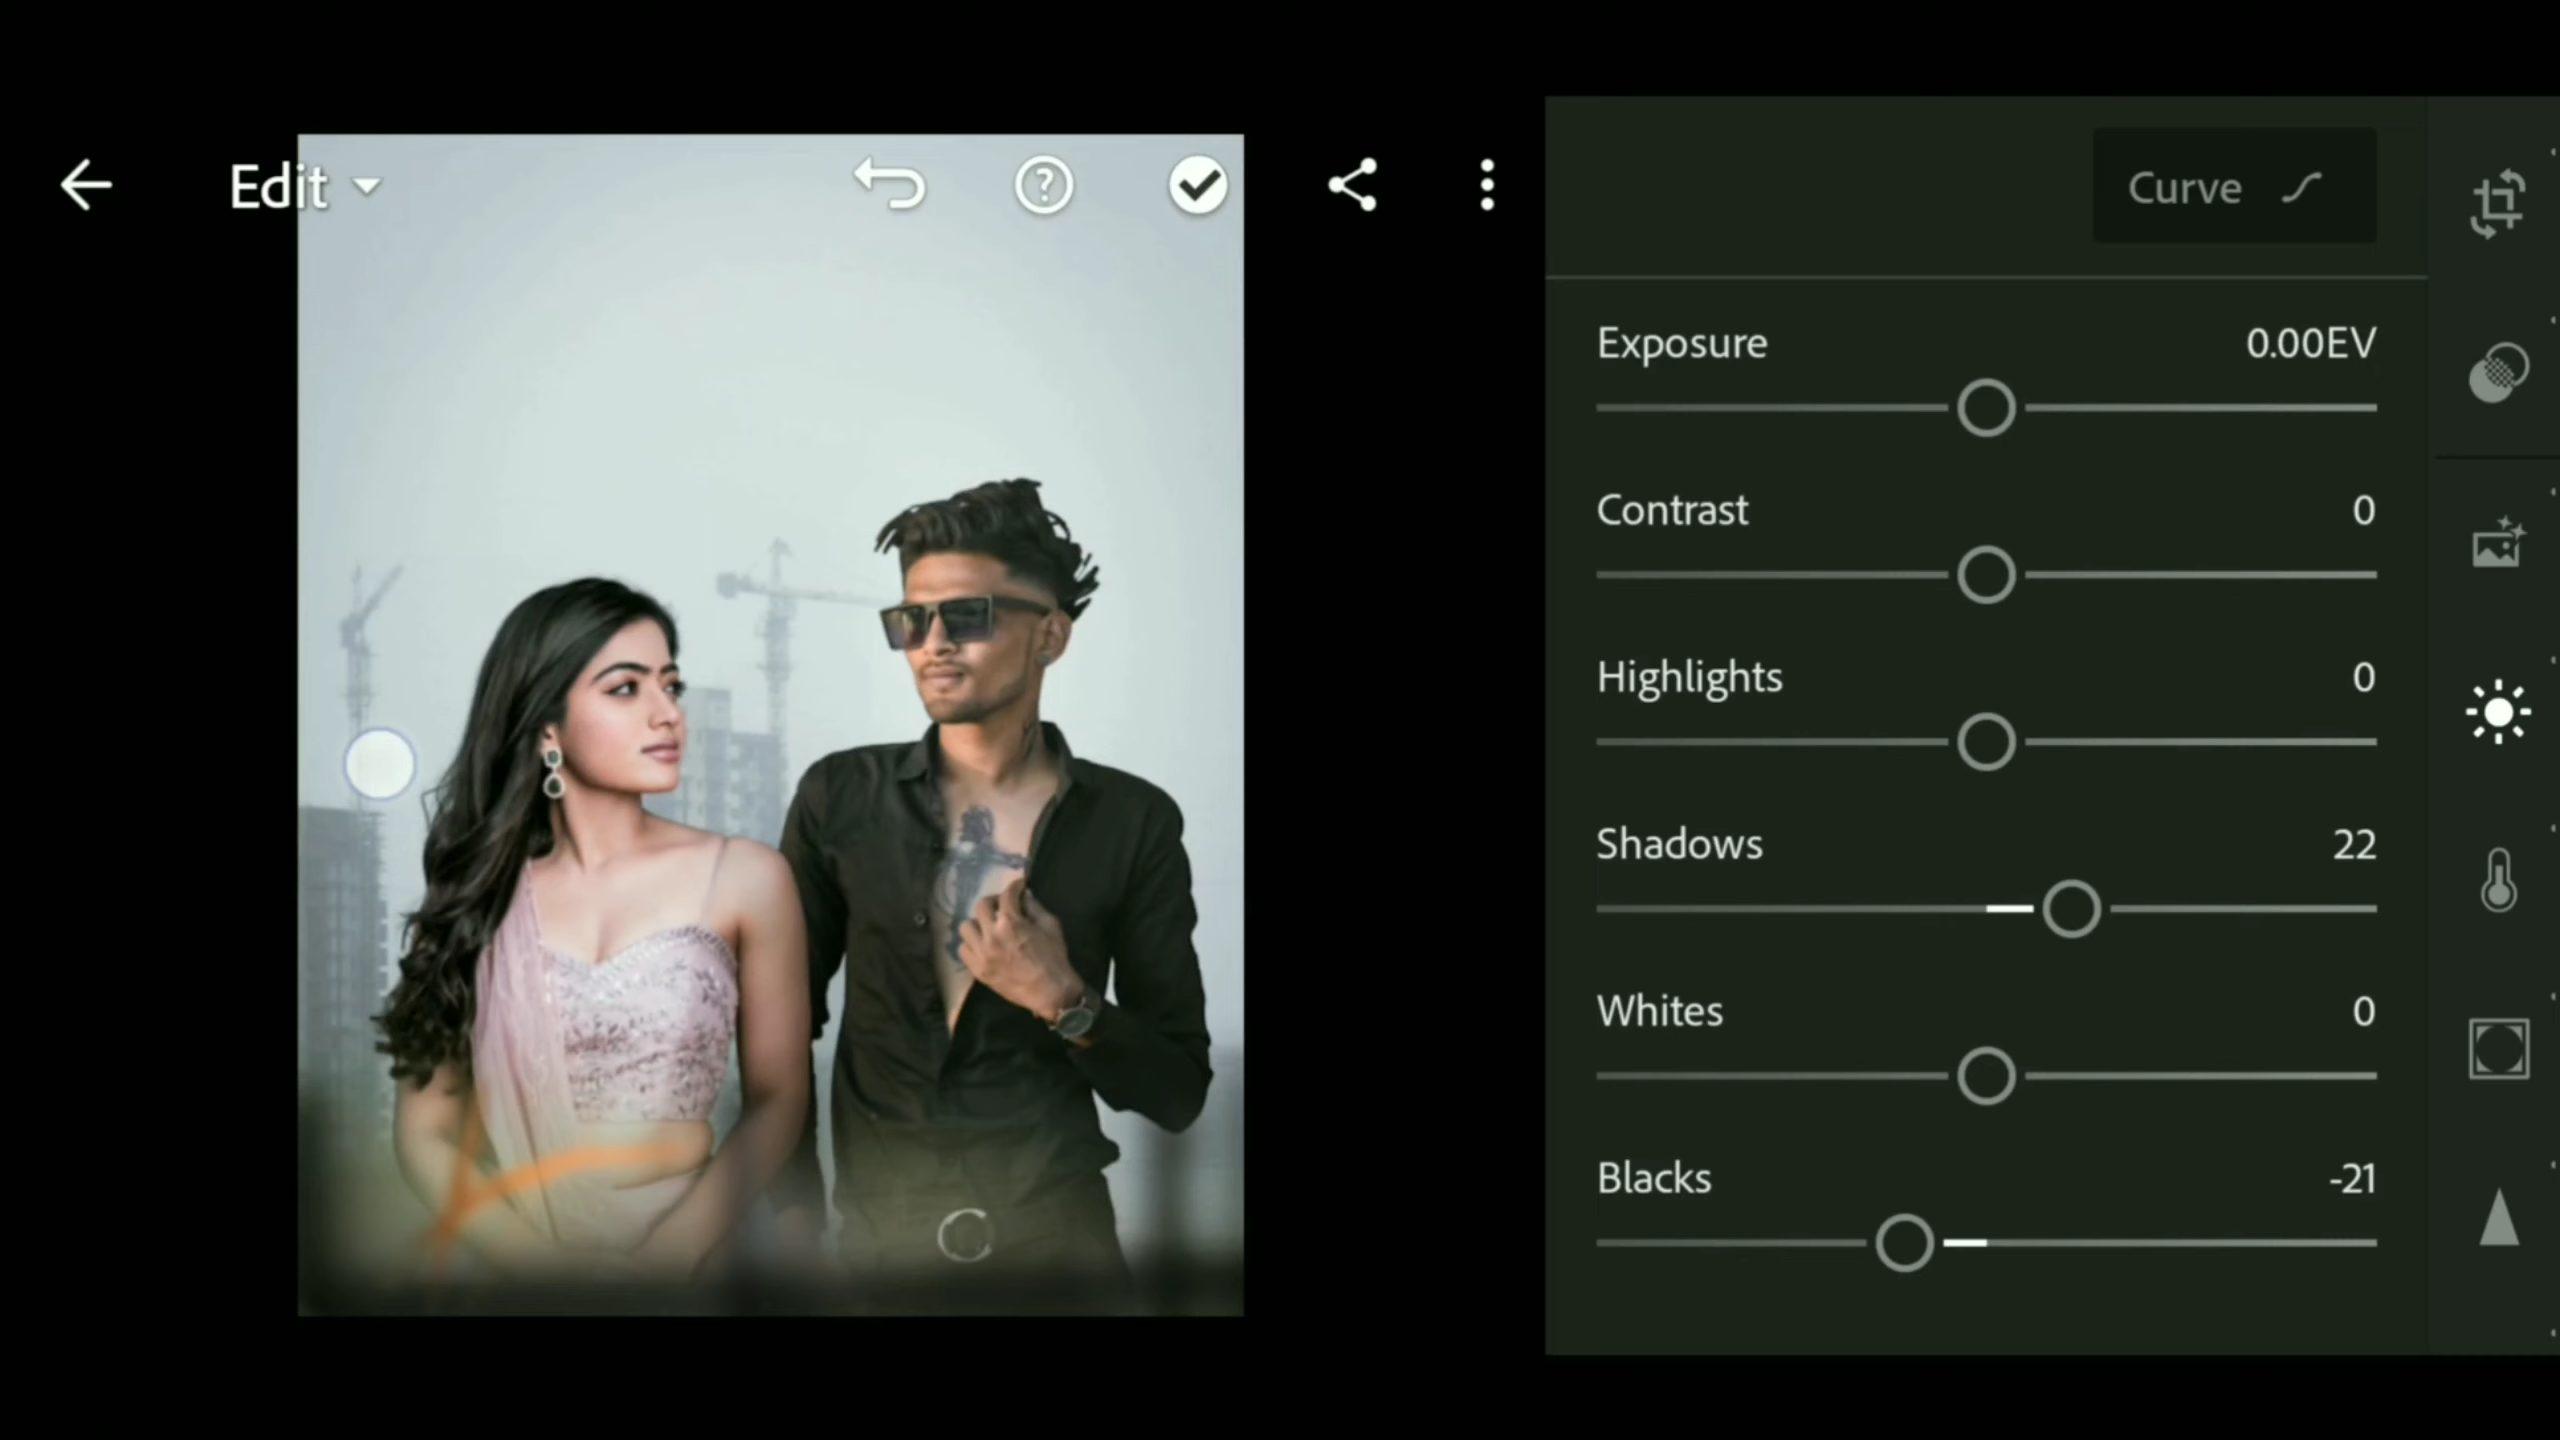 Edit
Curve
Exposure 0.00EV
Contrast 0
Highlights 0
Shadows 22
Whites 0
Blacks -21